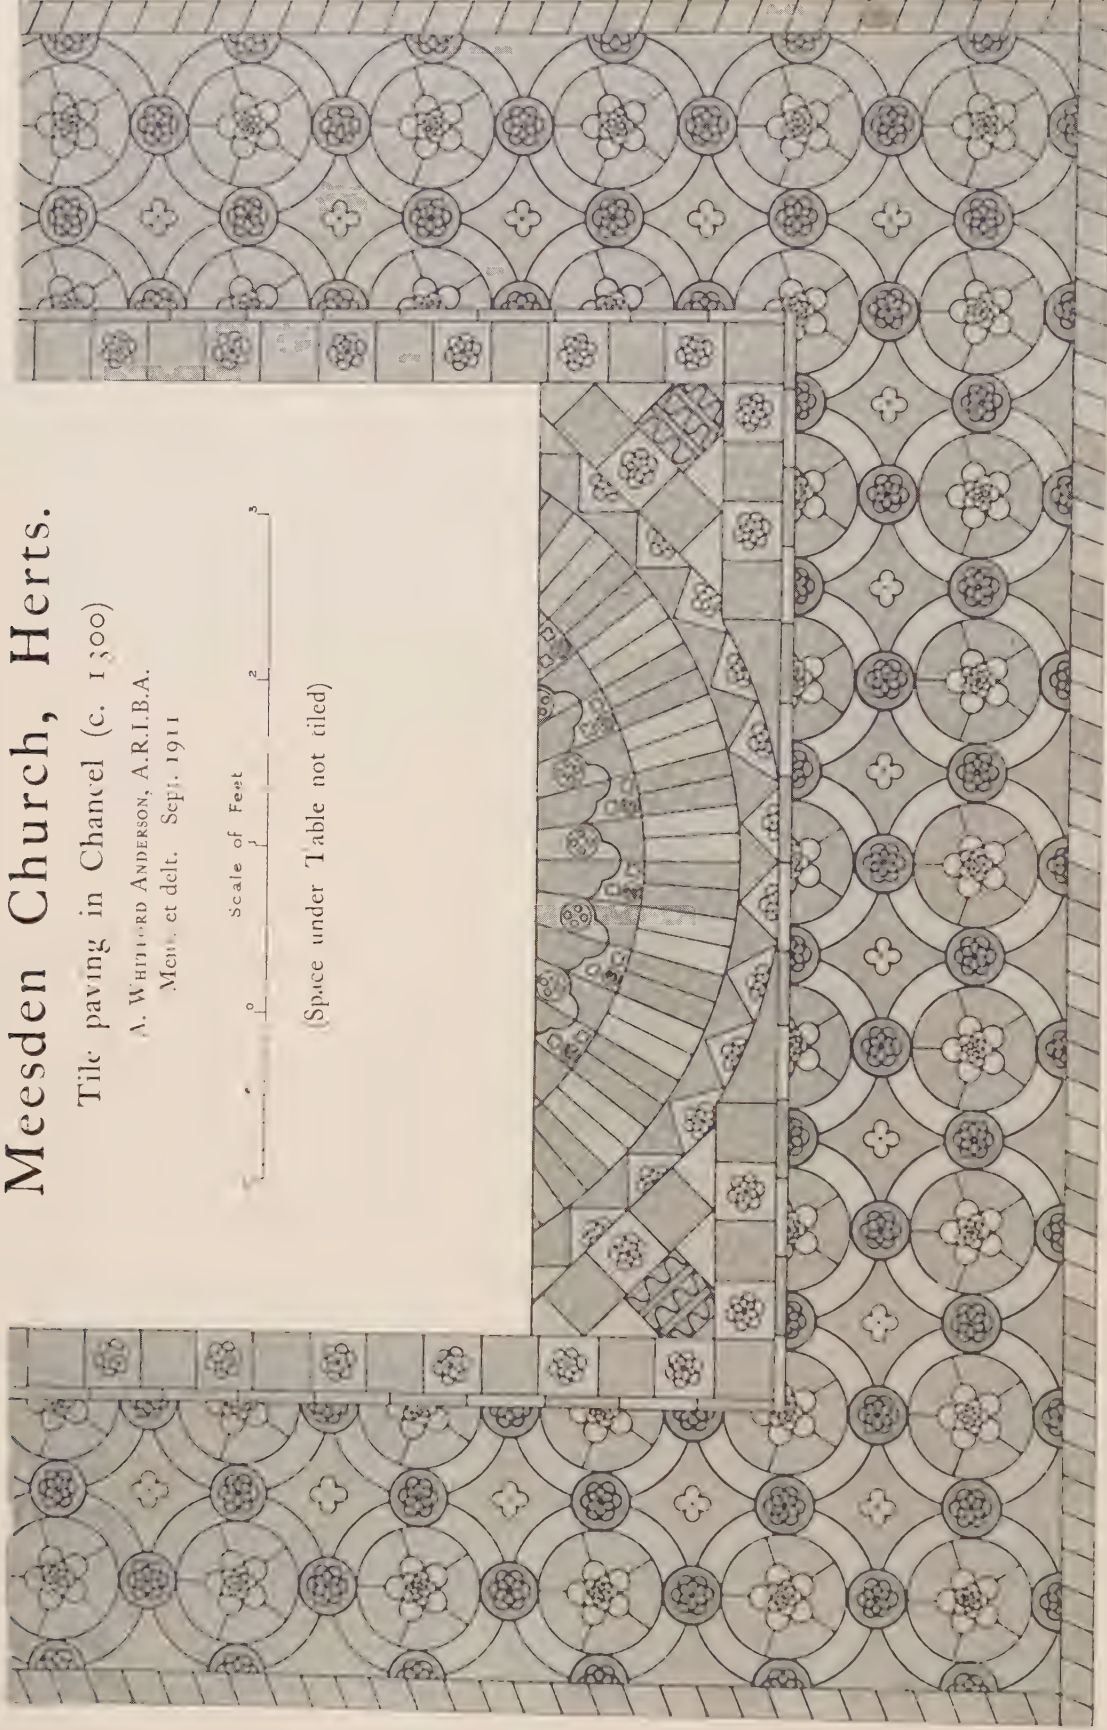 Meesden Church, Herts.
Tile paving in Chancel (c. 1300)
A. WHITFORD ANDERSON, A.R.I.B.A.
Mens. et delt. Sept. 1911
Scale of Feet
0 1 2 3
(Space under Table not tiled)